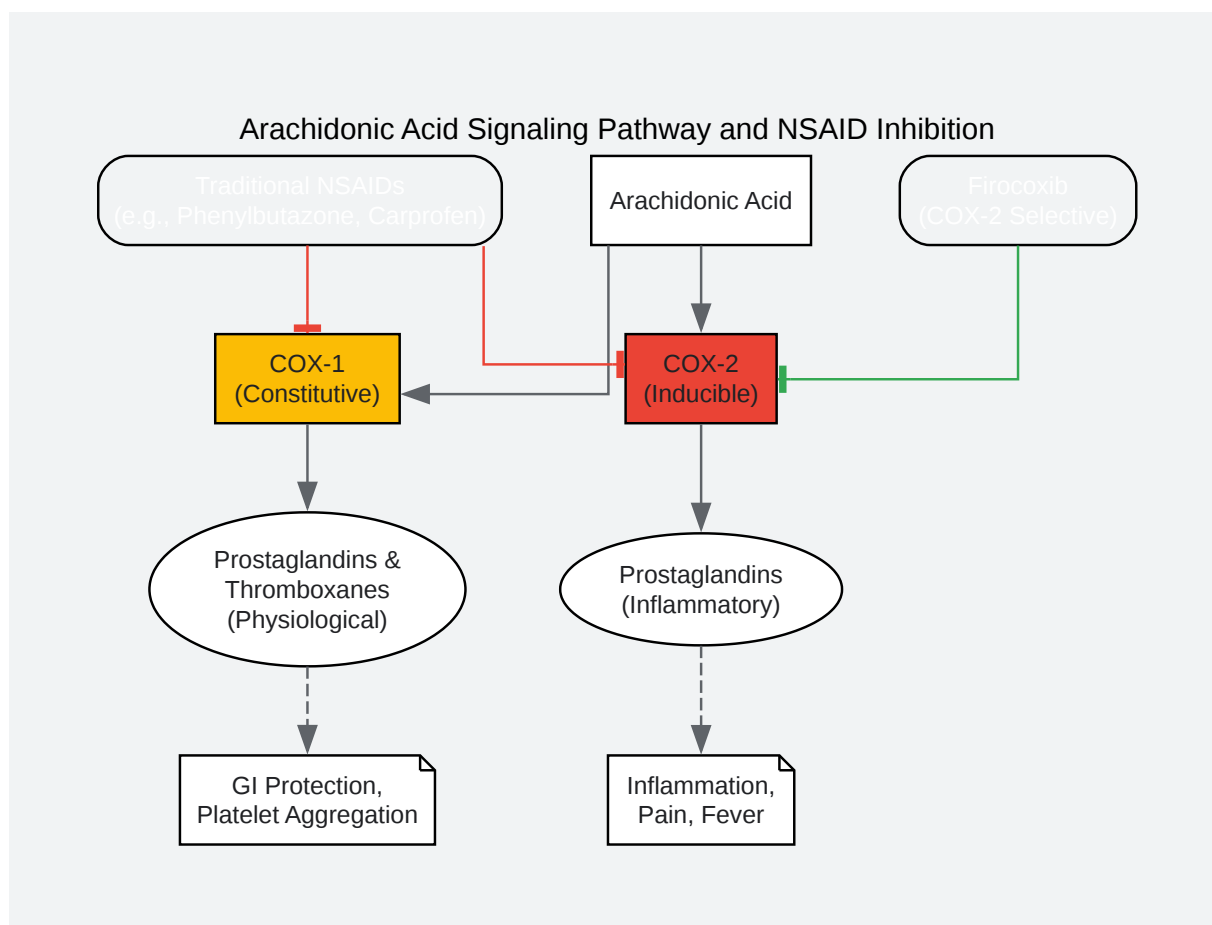 Arachidonic Acid Signaling Pathway and NSAID Inhibition
Traditional NSAIDs
(e.g., Phenylbutazone, Carprofen)
Arachidonic Acid
Firocoxib
(COX-2 Selective)
COX-1
(Constitutive)
COX-2
(Inducible)
Prostaglandins &
Thromboxanes
(Physiological)
Prostaglandins
(Inflammatory)
GI Protection,
Platelet Aggregation
Inflammation,
Pain, Fever